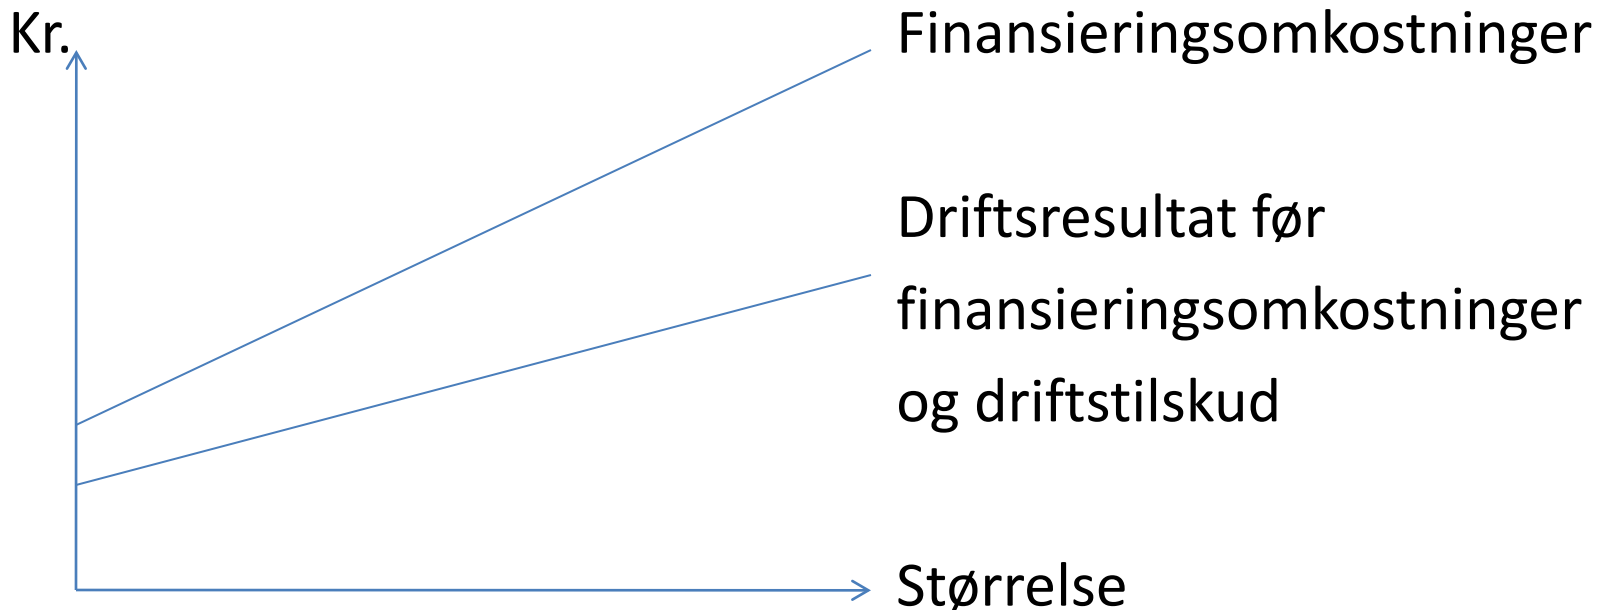 Kr.
Finansieringsomkostninger
Driftsresultat før
finansieringsomkostninger
og driftstilskud
Størrelse